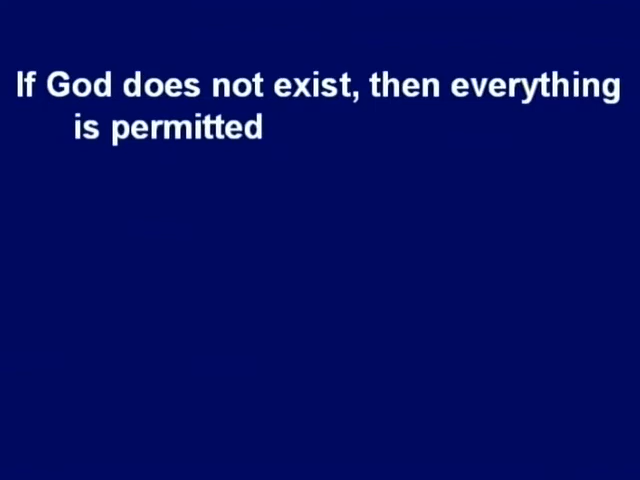 If God does not exist, then everything
is permitted